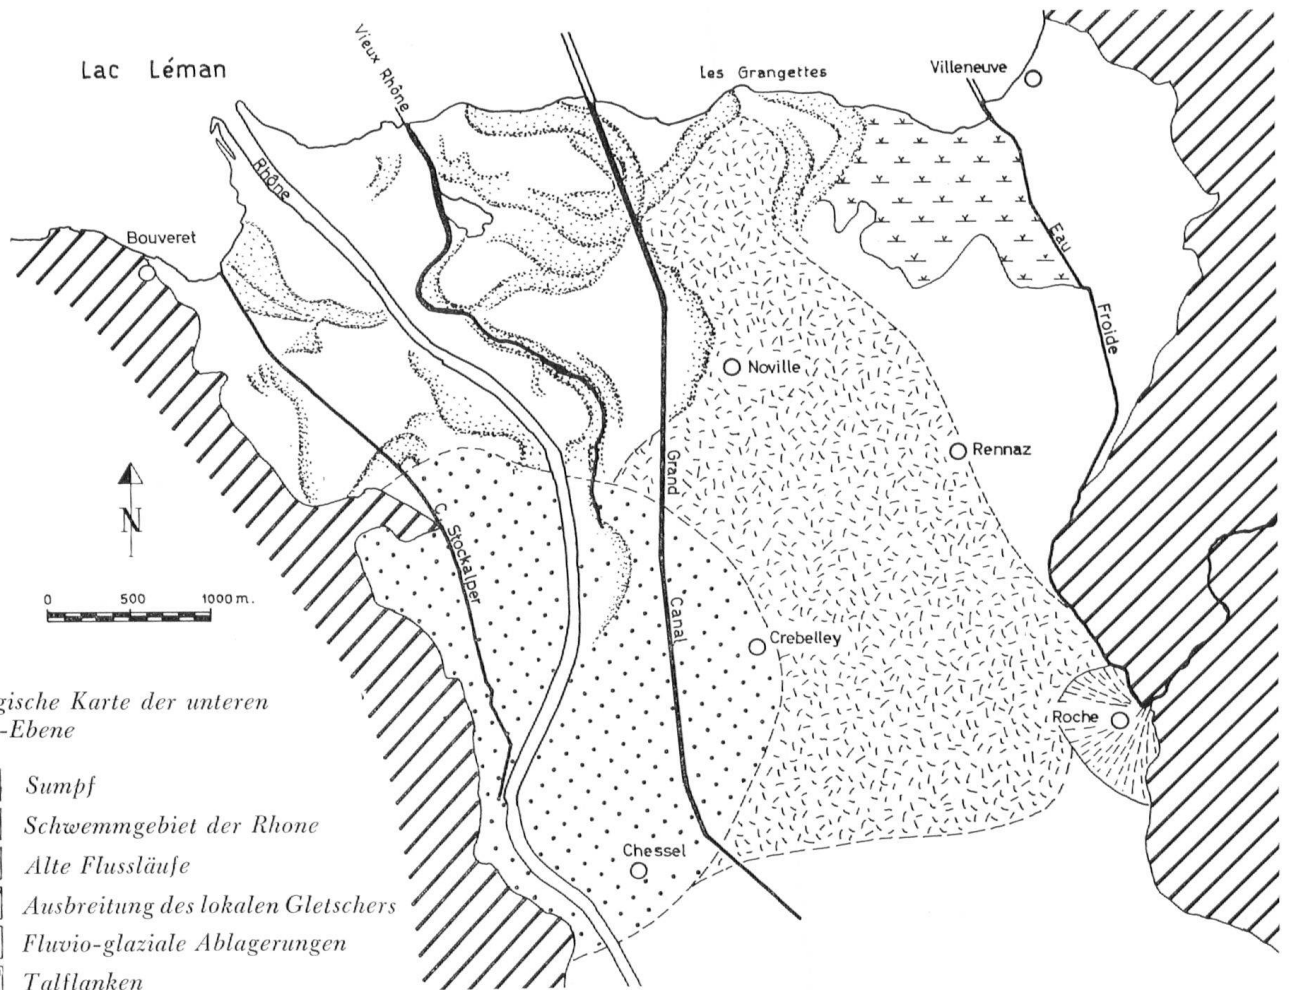 Lac Léman
Vieux Rhône
Les Grangettes
Villeneuve
Rhône
Bouveret
Eau
Froide
Noville
Rennaz
Grand
N
C. Stockalper
0 500 1000 m.
Canal
Crebelley
Roche
Chessel
Karte der unteren
-Ebene
Sumpf
Schwemmgebiet der Rhone
Alte Flussläufe
Ausbreitung des lokalen Gletschers
Fluvio-glaziale Ablagerungen
Talflanken